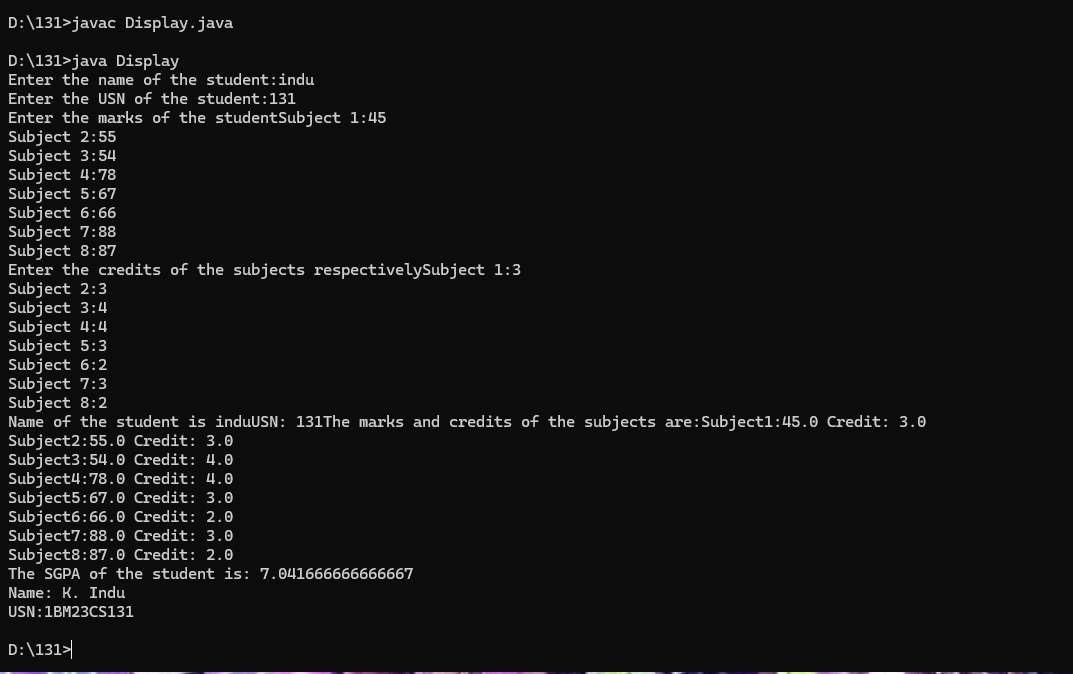 D:\131>javac Display.java
D:\131>java Display
Enter the name of the student:indu
Enter the USN of the student:131
Enter the marks of the studentSubject 1:45
Subject 2:55
Subject 3:54
Subject 4:78
Subject 5:67
Subject 6:66
Subject 7:88
Subject 8:87
Enter the credits of the subjects respectivelySubject 1:3
Subject 2:3
Subject 3:4
Subject 4:4
Subject 5:3
Subject 6:2
Subject 7:3
Subject 8:2
Name of the student is induUSN: 131The marks and credits of the subjects are:Subject1:45.0 Credit: 3.0
Subject2:55.0 Credit: 3.0
Subject3:54.0 Credit: 4.0
Subject4:78.0 Credit: 4.0
Subject5:67.0 Credit: 3.0
Subject6:66.0 Credit: 2.0
Subject7:88.0 Credit: 3.0
Subject8:87.0 Credit: 2.0
The SGPA of the student is: 7.041666666666667
Name: K. Indu
USN:1BM23CS131
D:\131>